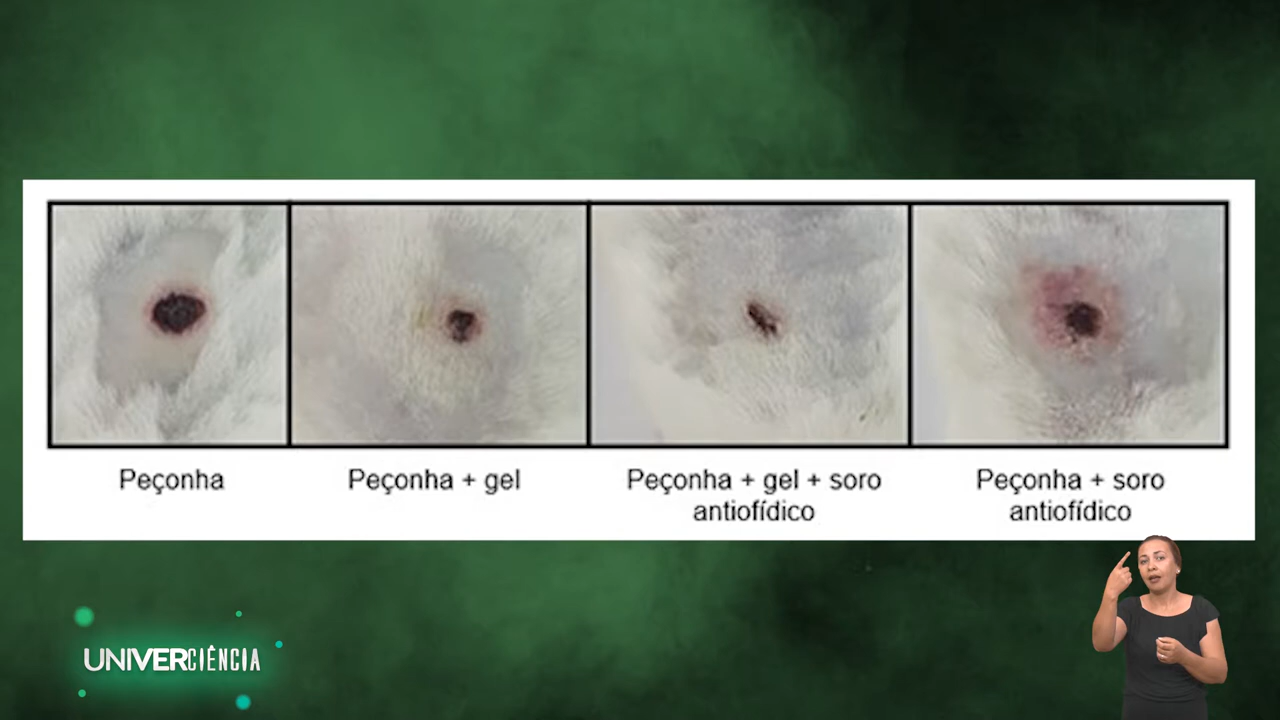 Peçonha
Peçonha + gel
Peçonha + gel + soro
antiofídico
Peçonha + soro
antiofídico
UNIVERCIÊNCIA